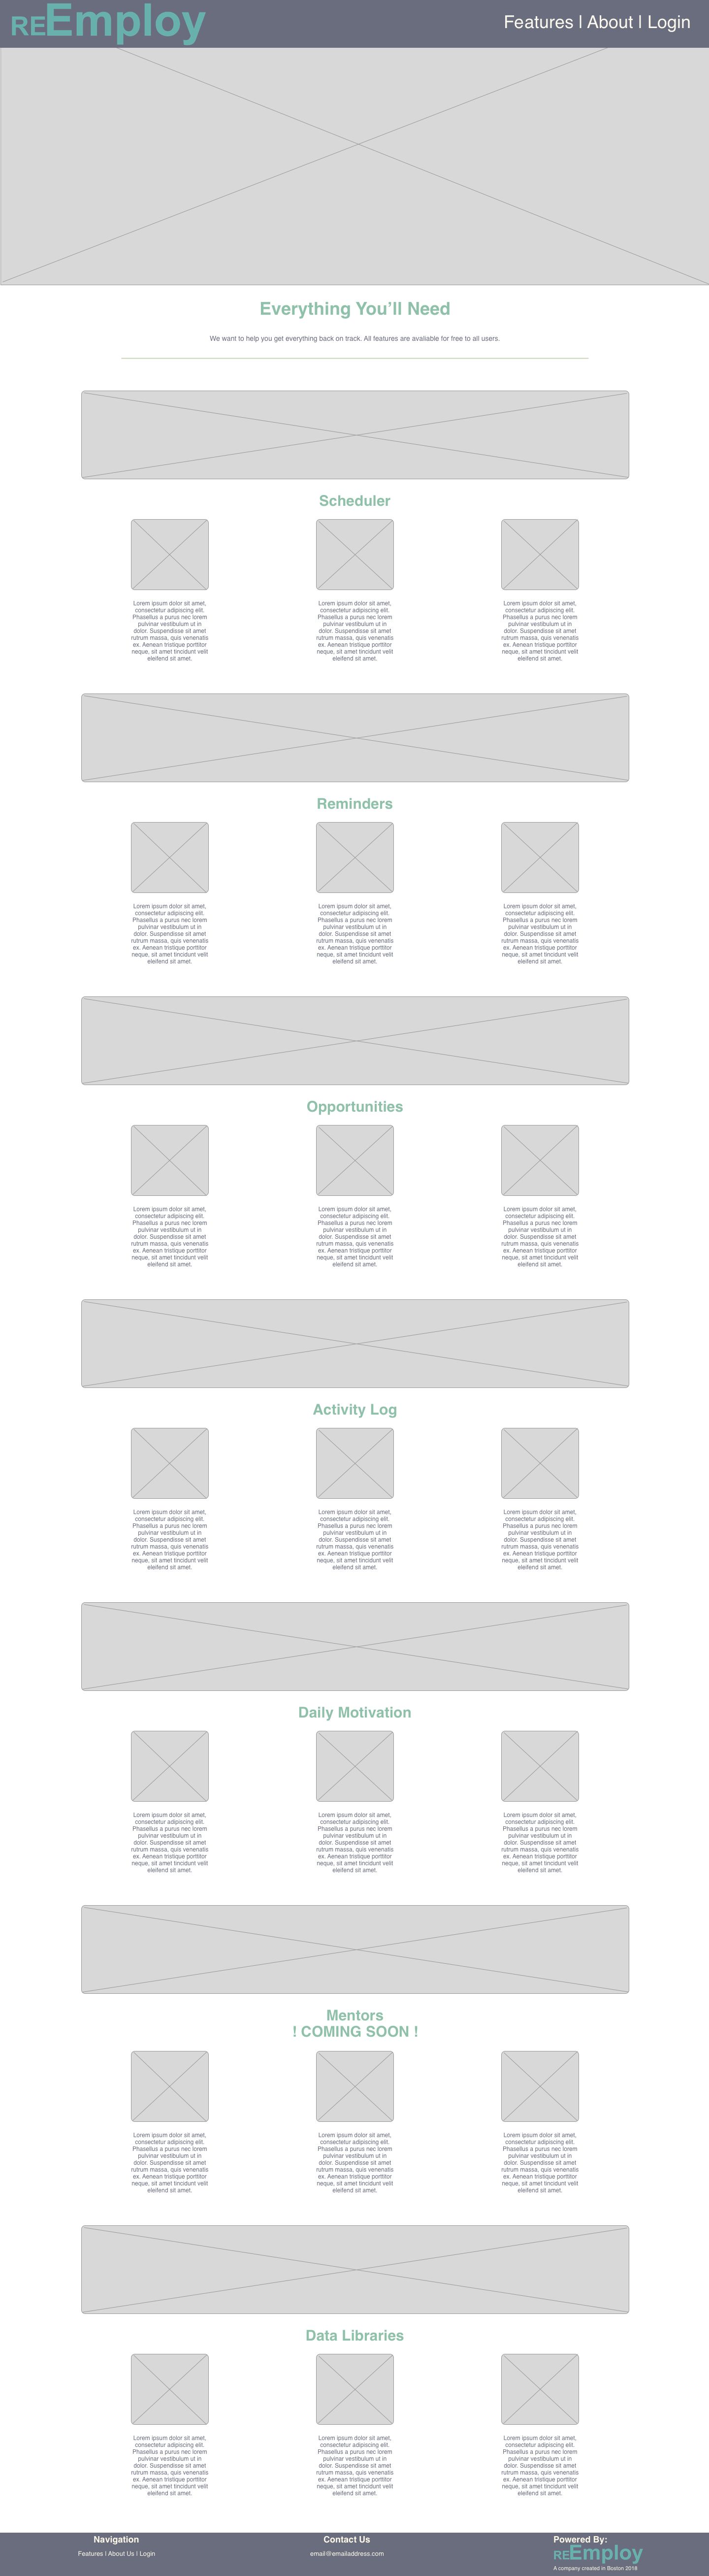 REEmploy
Features | About | Login
Everything You'll Need
We want to help you get everything back on track. All features are avaliable for free to all users.
Scheduler
Lorem ipsum dolor sit amet,
consectetur adipiscing elit.
Phasellus a purus nec lorem
pulvinar vestibulum ut in
dolor. Suspendisse sit amet
rutrum massa, quis venenatis
ex. Aenean tristique porttitor
neque, sit amet tincidunt velit
eleifend sit amet.
Lorem ipsum dolor sit amet,
consectetur adipiscing elit.
Phasellus a purus nec lorem
pulvinar vestibulum ut in
dolor. Suspendisse sit amet
rutrum massa, quis venenatis
ex. Aenean tristique porttitor
neque, sit amet tincidunt velit
eleifend sit amet.
Lorem ipsum dolor sit amet,
consectetur adipiscing elit.
Phasellus a purus nec lorem
pulvinar vestibulum ut in
dolor. Suspendisse sit amet
rutrum massa, quis venenatis
ex. Aenean tristique porttitor
neque, sit amet tincidunt velit
eleifend sit amet.
Reminders
Lorem ipsum dolor sit amet,
consectetur adipiscing elit.
Phasellus a purus nec lorem
pulvinar vestibulum ut in
dolor. Suspendisse sit amet
rutrum massa, quis venenatis
ex. Aenean tristique porttitor
neque, sit amet tincidunt velit
eleifend sit amet.
Lorem ipsum dolor sit amet,
consectetur adipiscing elit.
Phasellus a purus nec lorem
pulvinar vestibulum ut in
dolor. Suspendisse sit amet
rutrum massa, quis venenatis
ex. Aenean tristique porttitor
neque, sit amet tincidunt velit
eleifend sit amet.
Lorem ipsum dolor sit amet,
consectetur adipiscing elit.
Phasellus a purus nec lorem
pulvinar vestibulum ut in
dolor. Suspendisse sit amet
rutrum massa, quis venenatis
ex. Aenean tristique porttitor
neque, sit amet tincidunt velit
eleifend sit amet.
Opportunities
Lorem ipsum dolor sit amet,
consectetur adipiscing elit.
Phasellus a purus nec lorem
pulvinar vestibulum ut in
dolor. Suspendisse sit amet
rutrum massa, quis venenatis
ex. Aenean tristique porttitor
neque, sit amet tincidunt velit
eleifend sit amet.
Lorem ipsum dolor sit amet,
consectetur adipiscing elit.
Phasellus a purus nec lorem
pulvinar vestibulum ut in
dolor. Suspendisse sit amet
rutrum massa, quis venenatis
ex. Aenean tristique porttitor
neque, sit amet tincidunt velit
eleifend sit amet.
Lorem ipsum dolor sit amet,
consectetur adipiscing elit.
Phasellus a purus nec lorem
pulvinar vestibulum ut in
dolor. Suspendisse sit amet
rutrum massa, quis venenatis
ex. Aenean tristique porttitor
neque, sit amet tincidunt velit
eleifend sit amet.
Activity Log
Lorem ipsum dolor sit amet,
consectetur adipiscing elit.
Phasellus a purus nec lorem
pulvinar vestibulum ut in
dolor. Suspendisse sit amet
rutrum massa, quis venenatis
ex. Aenean tristique porttitor
neque, sit amet tincidunt velit
eleifend sit amet.
Lorem ipsum dolor sit amet,
consectetur adipiscing elit.
Phasellus a purus nec lorem
pulvinar vestibulum ut in
dolor. Suspendisse sit amet
rutrum massa, quis venenatis
ex. Aenean tristique porttitor
neque, sit amet tincidunt velit
eleifend sit amet.
Lorem ipsum dolor sit amet,
consectetur adipiscing elit.
Phasellus a purus nec lorem
pulvinar vestibulum ut in
dolor. Suspendisse sit amet
rutrum massa, quis venenatis
ex. Aenean tristique porttitor
neque, sit amet tincidunt velit
eleifend sit amet.
Daily Motivation
Lorem ipsum dolor sit amet,
consectetur adipiscing elit.
Phasellus a purus nec lorem
pulvinar vestibulum ut in
dolor. Suspendisse sit amet
rutrum massa, quis venenatis
ex. Aenean tristique porttitor
neque, sit amet tincidunt velit
eleifend sit amet.
Lorem ipsum dolor sit amet,
consectetur adipiscing elit.
Phasellus a purus nec lorem
pulvinar vestibulum ut in
dolor. Suspendisse sit amet
rutrum massa, quis venenatis
ex. Aenean tristique porttitor
neque, sit amet tincidunt velit
eleifend sit amet.
Lorem ipsum dolor sit amet,
consectetur adipiscing elit.
Phasellus a purus nec lorem
pulvinar vestibulum ut in
dolor. Suspendisse sit amet
rutrum massa, quis venenatis
ex. Aenean tristique porttitor
neque, sit amet tincidunt velit
eleifend sit amet.
Mentors
! COMING SOON !
Lorem ipsum dolor sit amet,
consectetur adipiscing elit.
Phasellus a purus nec lorem
pulvinar vestibulum ut in
dolor. Suspendisse sit amet
rutrum massa, quis venenatis
ex. Aenean tristique porttitor
neque, sit amet tincidunt velit
eleifend sit amet.
Lorem ipsum dolor sit amet,
consectetur adipiscing elit.
Phasellus a purus nec lorem
pulvinar vestibulum ut in
dolor. Suspendisse sit amet
rutrum massa, quis venenatis
ex. Aenean tristique porttitor
neque, sit amet tincidunt velit
eleifend sit amet.
Lorem ipsum dolor sit amet,
consectetur adipiscing elit.
Phasellus a purus nec lorem
pulvinar vestibulum ut in
dolor. Suspendisse sit amet
rutrum massa, quis venenatis
ex. Aenean tristique porttitor
neque, sit amet tincidunt velit
eleifend sit amet.
Data Libraries
Lorem ipsum dolor sit amet,
consectetur adipiscing elit.
Phasellus a purus nec lorem
pulvinar vestibulum ut in
dolor. Suspendisse sit amet
rutrum massa, quis venenatis
ex. Aenean tristique porttitor
neque, sit amet tincidunt velit
eleifend sit amet.
Lorem ipsum dolor sit amet,
consectetur adipiscing elit.
Phasellus a purus nec lorem
pulvinar vestibulum ut in
dolor. Suspendisse sit amet
rutrum massa, quis venenatis
ex. Aenean tristique porttitor
neque, sit amet tincidunt velit
eleifend sit amet.
Lorem ipsum dolor sit amet,
consectetur adipiscing elit.
Phasellus a purus nec lorem
pulvinar vestibulum ut in
dolor. Suspendisse sit amet
rutrum massa, quis venenatis
ex. Aenean tristique porttitor
neque, sit amet tincidunt velit
eleifend sit amet.
Navigation
Features | About Us | Login
Contact Us
email@emailaddress.com
Powered By:
REEmploy
A company created in Boston 2018